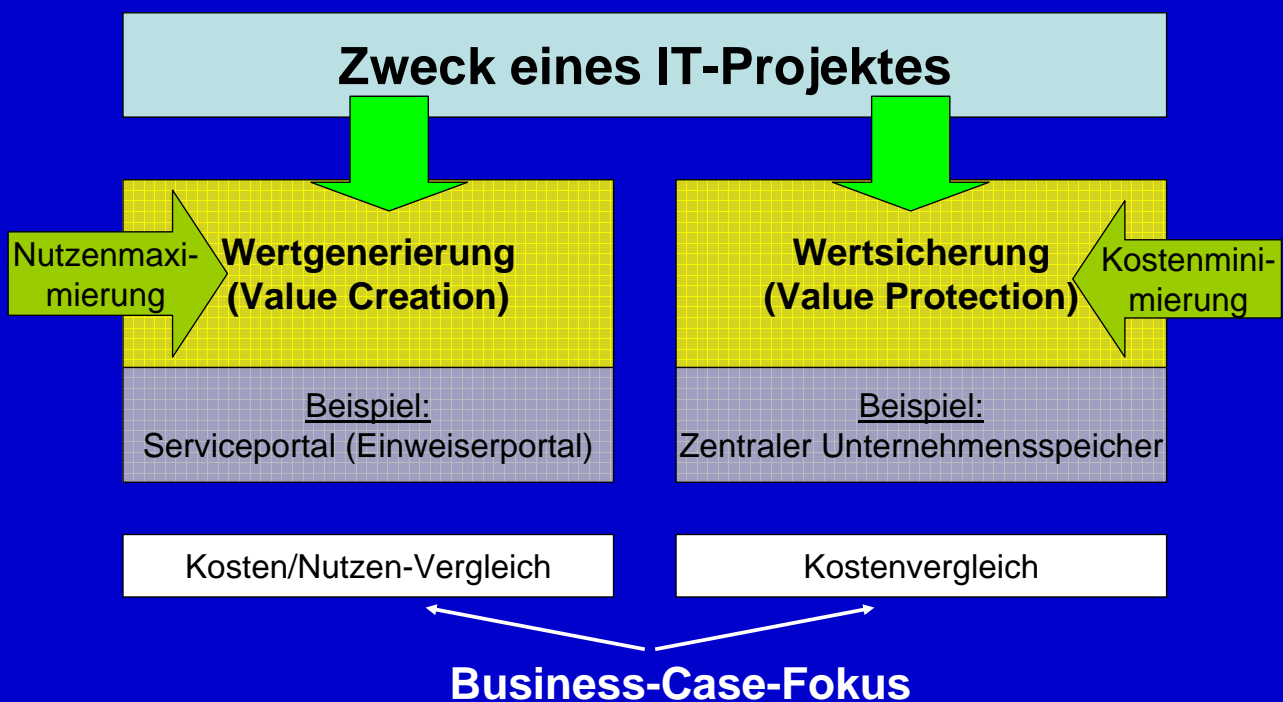 Zweck eines IT-Projektes
Nutzenmaxi-
mierung
Wertgenerierung
(Value Creation)
Wertsicherung
(Value Protection)
Kostenmini-
mierung
Beispiel:
Serviceportal (Einweiserportal)
Beispiel:
Zentraler Unternehmensspeicher
Kosten/Nutzen-Vergleich
Kostenvergleich
Business-Case-Fokus